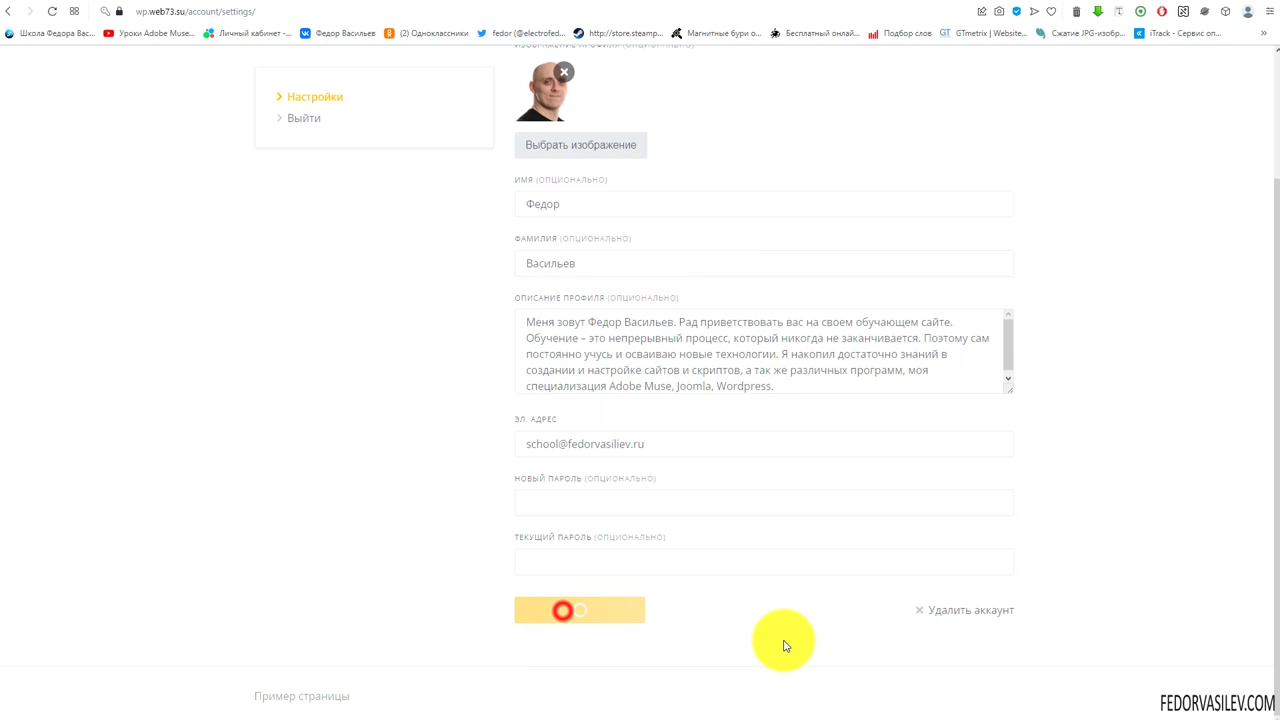 wp.web73.su/account/settings/
Школа Федора Вас...
Уроки Adobe Muse...
Личный кабинет -...
Федор Васильев
(2) Одноклассники
fedor (@electrofed...
http://store.steamp...
Магнитные бури о...
Бесплатный онлай...
Подбор слов
GTmetrix | Website...
Сжатие JPG-изобр...
iTrack - Сервис оп...
»
ИЗОБРАЖЕНИЕ ПРОФИЛЯ (ОПЦИОНАЛЬНО)
Настройки
Выйти
Выбрать изображение
ИМЯ (ОПЦИОНАЛЬНО)
Федор
ФАМИЛИЯ (ОПЦИОНАЛЬНО)
Васильев
ОПИСАНИЕ ПРОФИЛЯ (ОПЦИОНАЛЬНО)
Меня зовут Федор Васильев. Рад приветствовать вас на своем обучающем сайте.
Обучение – это непрерывный процесс, который никогда не заканчивается. Поэтому сам
постоянно учусь и осваиваю новые технологии. Я накопил достаточно знаний в
создании и настройке сайтов и скриптов, а так же различных программ, моя
специализация Adobe Muse, Joomla, Wordpress.
ЭЛ. АДРЕС
school@fedorvasiliev.ru
НОВЫЙ ПАРОЛЬ (ОПЦИОНАЛЬНО)
ТЕКУЩИЙ ПАРОЛЬ (ОПЦИОНАЛЬНО)
Удалить аккаунт
Пример страницы
FEDORVASILEV.COM